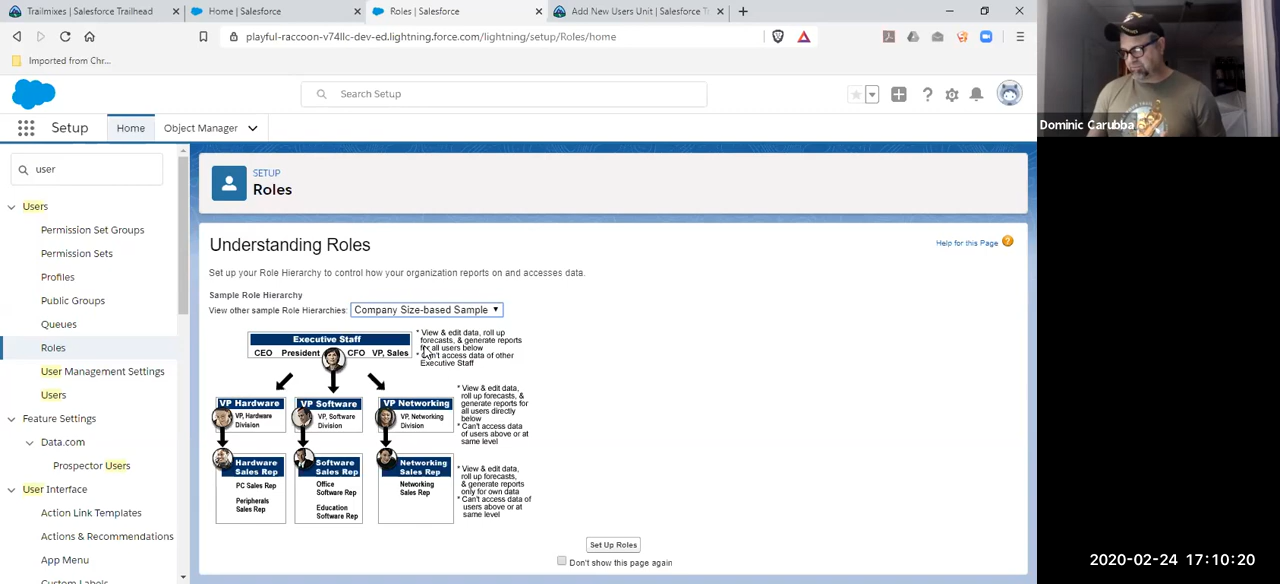 Trailmixes | Salesforce Trailhead
Home | Salesforce
Roles | Salesforce
Add New Users Unit | Salesforce T
playful-raccoon-v74llc-dev-ed.lightning.force.com/lightning/setup/Roles/home
Imported from Chr...
Search Setup
Setup
Home
Object Manager
user
Users
Permission Set Groups
Permission Sets
Profiles
Public Groups
Queues
Roles
User Management Settings
Users
Feature Settings
Data.com
Prospector Users
User Interface
Action Link Templates
Actions & Recommendations
App Menu
Custom Labels
SETUP
Roles
Understanding Roles
Help for this Page
Set up your Role Hierarchy to control how your organization reports on and accesses data.
Sample Role Hierarchy
View other sample Role Hierarchies: Company Size-based Sample
Executive Staff
CEO President CFO VP, Sales
* View & edit data, roll up
forecasts, & generate reports
for all users below
* Can't access data of other
Executive Staff
VP Hardware
VP, Hardware
Division
VP Software
VP, Software
Division
VP Networking
VP, Networking
Division
* View & edit data,
roll up forecasts, &
generate reports for
all users directly
below
* Can't access data
of users above or at
same level
Hardware
Sales Rep
PC Sales Rep
Peripherals
Sales Rep
Software
Sales Rep
Office
Software Rep
Education
Software Rep
Networking
Sales Rep
Networking
Sales Rep
* View & edit data,
roll up forecasts,
& generate reports
only for own data
* Can't access data of
users above or at
same level
Set Up Roles
Don't show this page again
Dominic Carubba
2020-02-24 17:10:20